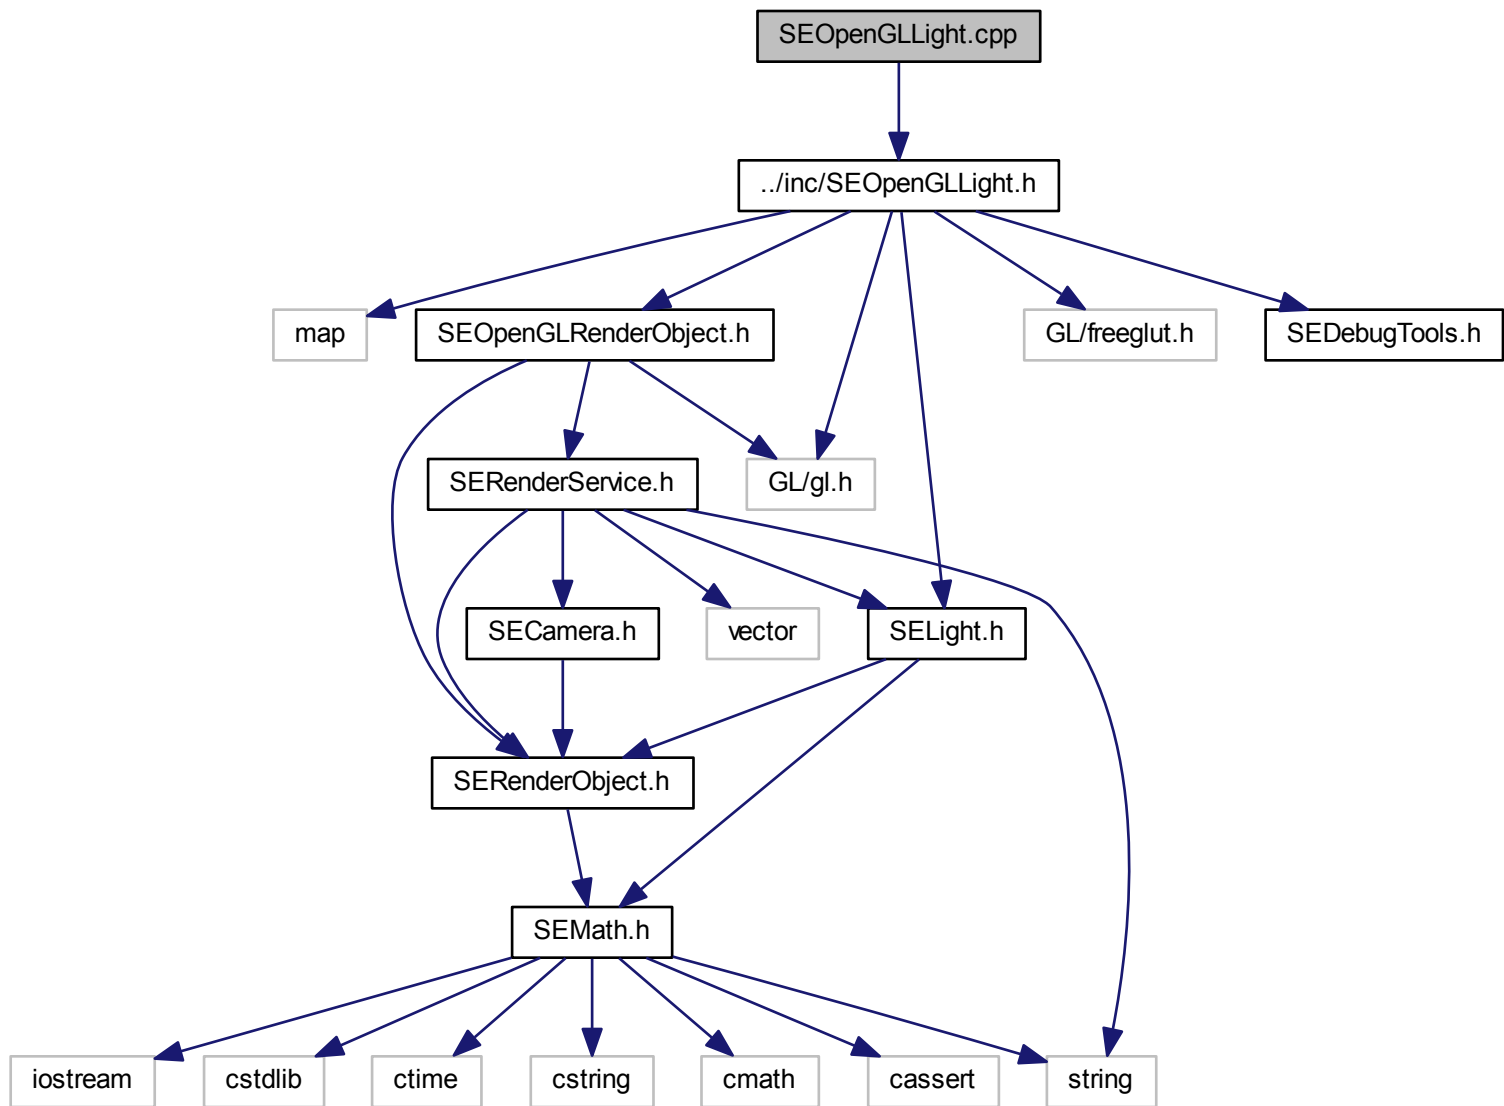 SEOpenGLLight.cpp
../inc/SEOpenGLLight.h
map
SEOpenGLRenderObject.h
GL/freeglut.h
SEDebugTools.h
SERenderService.h
GL/gl.h
SECamera.h
vector
SELight.h
SERenderObject.h
SEMath.h
iostream
cstdlib
ctime
cstring
cmath
cassert
string